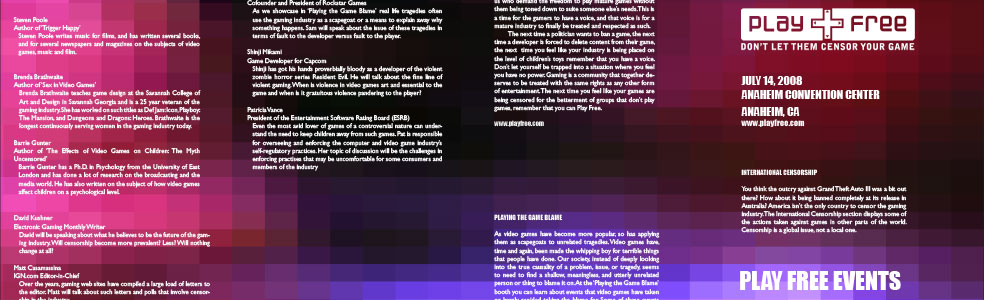 Steven Poole
Author of 'Trigger Happy'
Steven Poole writes music for films, and has written several books,
and for several newspapers and magazines on the subjects of video
games, music and film.
Brenda Brathwaite
Author of 'Sex in Video Games'
Brenda Brathwaite teaches game design at the Savannah College of
Art and Design in Savannah Georgia and is a 25 year veteran of the
gaming industry. She has worked on such titles as Def Jam: Icon, Playboy:
The Mansion, and Dungeons and Dragons: Heroes. Brathwaite is the
longest continuously serving women in the gaming industry today.
Barrie Gunter
Author of 'The Effects of Video Games on Children: The Myth
Uncensored'
Barrie Gunter has a Ph.D. in Psychology from the University of East
London and has done a lot of research on the broadcasting and the
media world. He has also written on the subject of how video games
affect children on a psychological level.
David Kushner
Electronic Gaming Monthly Writer
David will be speaking about what he believes to be the future of the gam-
ing industry. Will censorship become more prevalent? Less? Will nothing
change at all?
Matt Casamassina
IGN.com Editor-in-Chief
Over the years, gaming web sites have compiled a large load of letters to
the editor. Matt will talk about such letters and polls that involve censor-
ship in the industry.
Cofounder and President of Rockstar Games
As we showcase in 'Playing the Game Blame' real life tragedies often
use the gaming industry as a scapegoat or a means to explain away why
something happens. Sam will speak about the issue of these tragedies in
terms of fault to the developer versus fault to the player.
Shinji Mikami
Game Developer for Capcom
Shinji has got his hands proverbially bloody as a developer of the violent
zombie horror series Resident Evil. He will talk about the fine line of
violent gaming. When is violence in video games art and essential to the
game and when is it gratuitous violence pandering to the player?
Patricia Vance
President of the Entertainment Software Rating Board (ESRB)
Even the most avid lover of games of a controversial nature can under-
stand the need to keep children away from such games. Pat is responsible
for overseeing and enforcing the computer and video game industry's
self-regulatory practices. Her topic of discussion will be the challenges in
enforcing practices that may be uncomfortable for some consumers and
members of the industry
us who demand the freedom to play mature games without
them being toned down to suite someone else's needs. This is
a time for the gamers to have a voice, and that voice is for a
mature industry to finally be treated and respected as such.
The next time a politician wants to ban a game, the next
time a developer is forced to delete content from their game,
the next time you feel like your industry is being placed on
the level of children's toys remember that you have a voice.
Don't let yourself be trapped into a situation where you feel
you have no power. Gaming is a community that together de-
serves to be treated with the same rights as any other form
of entertainment. The next time you feel like your games are
being censored for the betterment of groups that don't play
games, remember that you can Play Free.
www.playfree.com
PLAYING THE GAME BLAME
As video games have become more popular, so has applying
them as scapegoats to unrelated tragedies. Video games have,
time and again, been made the whipping boy for terrible things
that people have done. Our society, instead of deeply looking
into the true causality of a problem, issue, or tragedy, seems
to need to find a shallow, meaningless, and utterly unrelated
person or thing to blame it on. At the 'Playing the Game Blame'
booth you can learn about events that video games have taken
PLAY FREE
DON'T LET THEM CENSOR YOUR GAME
JULY 14, 2008
ANAHEIM CONVENTION CENTER
ANAHEIM, CA
www.playfree.com
INTERNATIONAL CENSORSHIP
You think the outcry against Grand Theft Auto III was a bit out
there? How about it being banned completely at its release in
Australia? America isn't the only country to censor the gaming
industry. The International Censorship section displays some of
the actions taken against games in other parts of the world.
Censorship is a global issue, not a local one.
PLAY FREE EVENTS